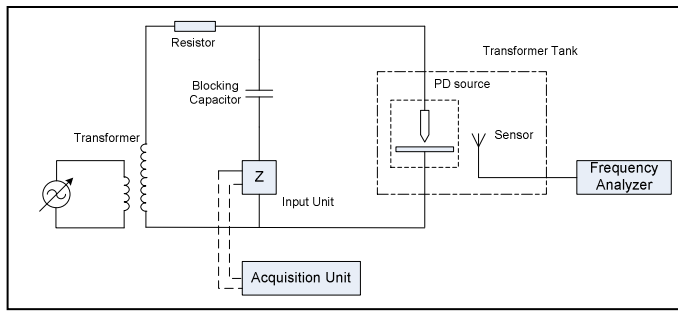 Resistor
Transformer Tank
Blocking
Capacitor
PD source
Transformer
Sensor
Z
Input Unit
Frequency
Analyzer
Acquisition Unit